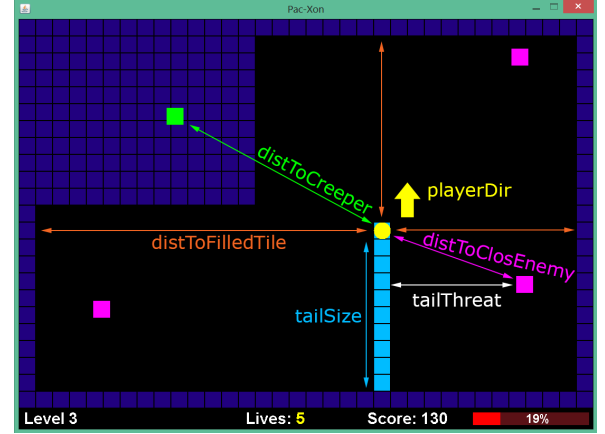 Pac-Xon
distToCreeper
playerDir
distToFilledTile
distToClosEnemy
tailThreat
tailSize
Level 3
Lives: 5
Score: 130
19%